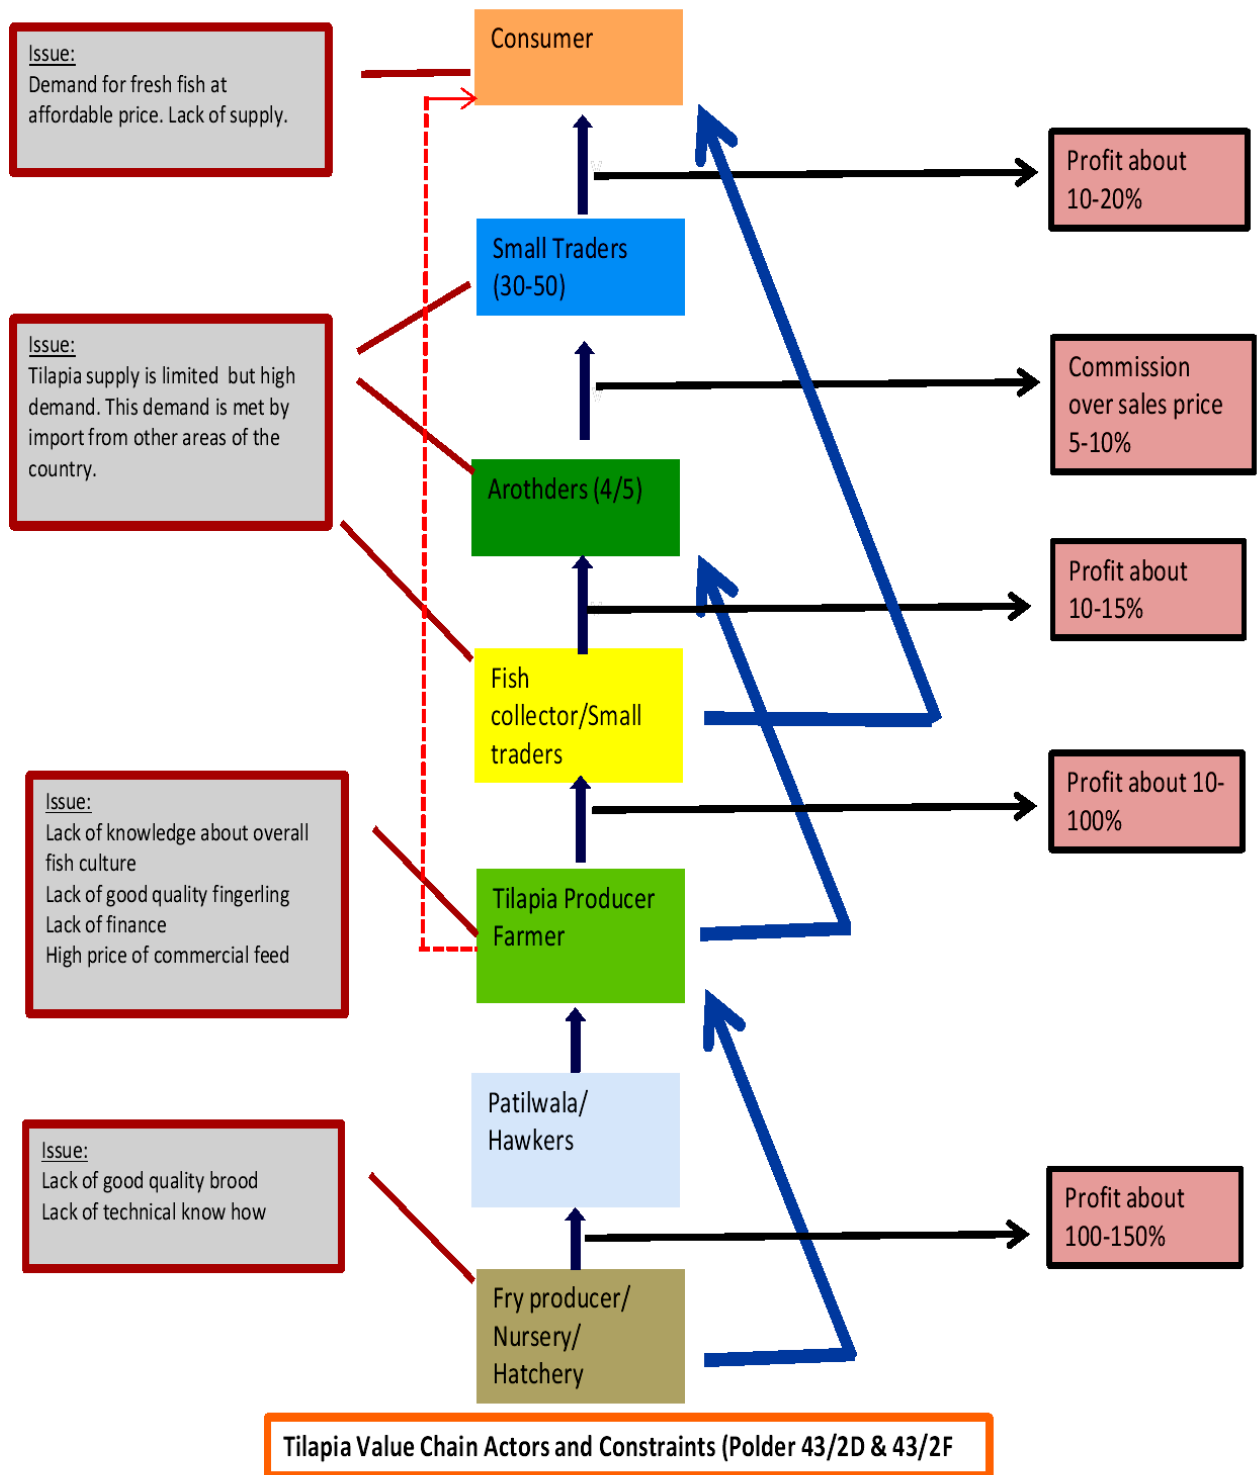 Issue:
Demand for fresh fish at
affordable price. Lack of supply.
Consumer
Profit about
10-20%
Small Traders
(30-50)
Issue:
Tilapia supply is limited but high
demand. This demand is met by
import from other areas of the
country.
Commission
over sales price
5-10%
Arothders (4/5)
Profit about
10-15%
Fish
collector/Small
traders
Profit about 10-
100%
Issue:
Lack of knowledge about overall
fish culture
Lack of good quality fingerling
Lack of finance
High price of commercial feed
Tilapia Producer
Farmer
Patilwala/
Hawkers
Issue:
Lack of good quality brood
Lack of technical know how
Profit about
100-150%
Fry producer/
Nursery/
Hatchery
Tilapia Value Chain Actors and Constraints (Polder 43/2D & 43/2F